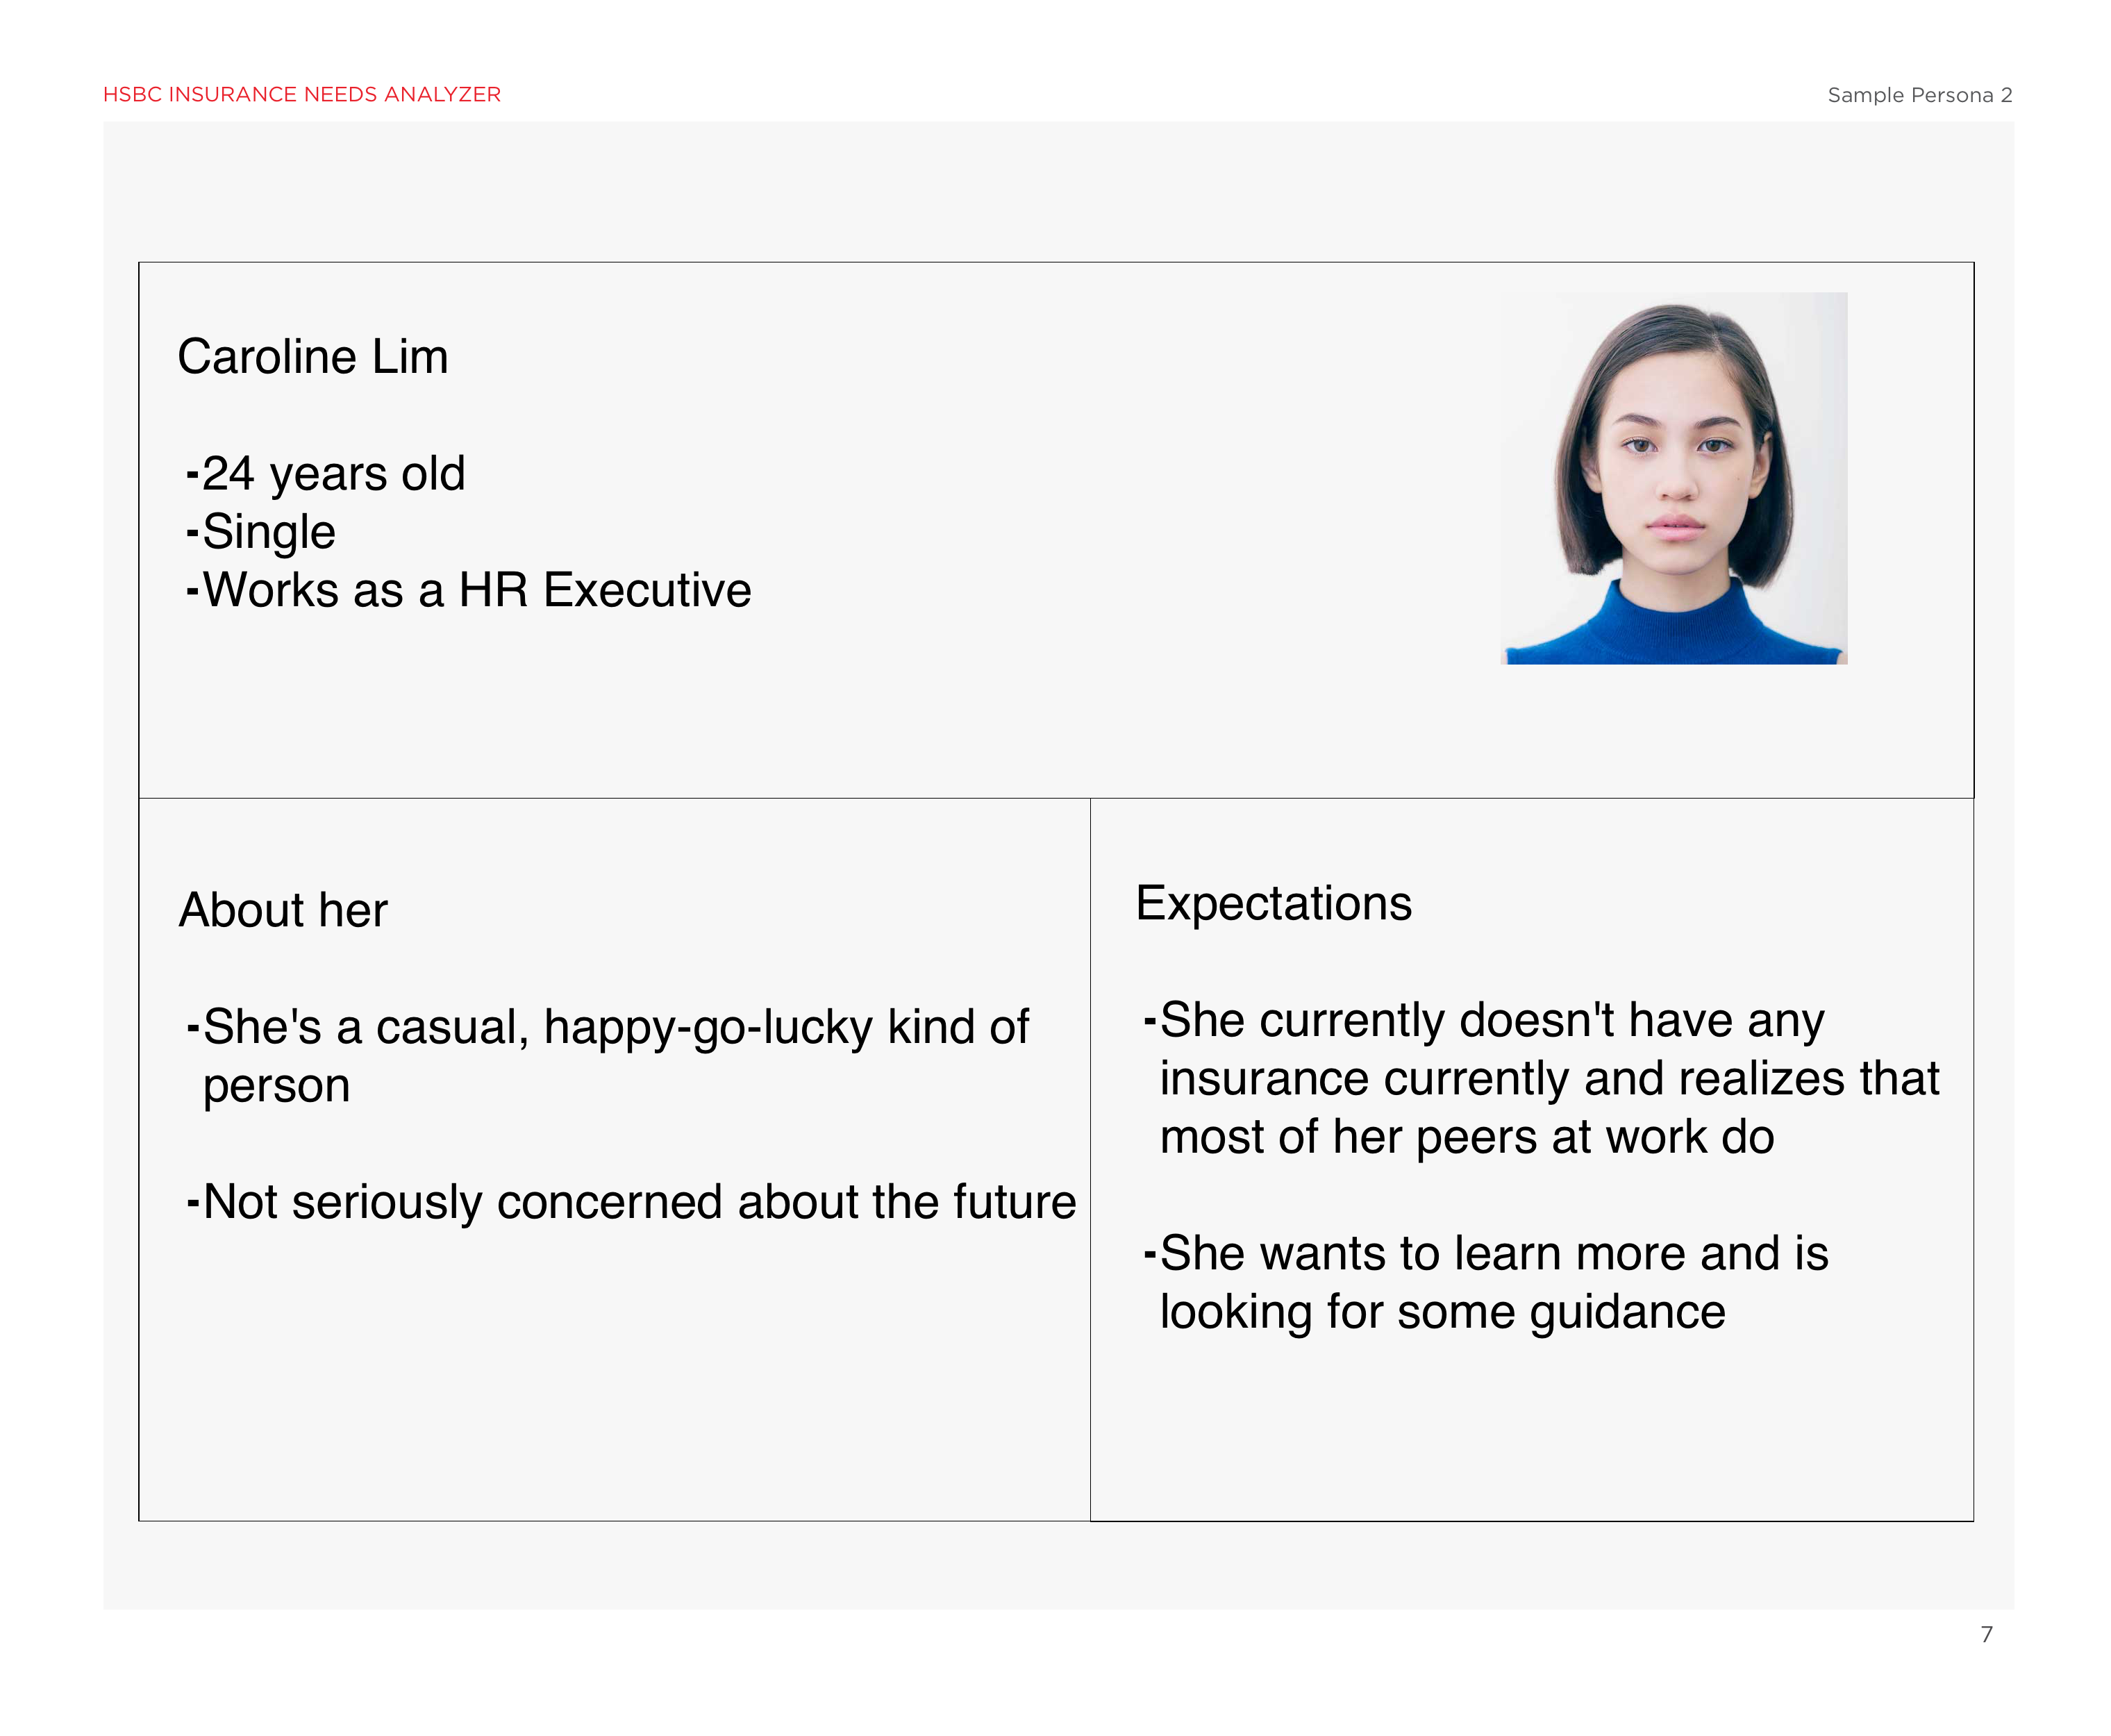 HSBC INSURANCE NEEDS ANALYZER
Sample Persona 2
Caroline Lim
-24 years old
-Single
-Works as a HR Executive
About her
-She's a casual, happy-go-lucky kind of
person
-Not seriously concerned about the future
Expectations
-She currently doesn't have any
insurance currently and realizes that
most of her peers at work do
-She wants to learn more and is
looking for some guidance
7